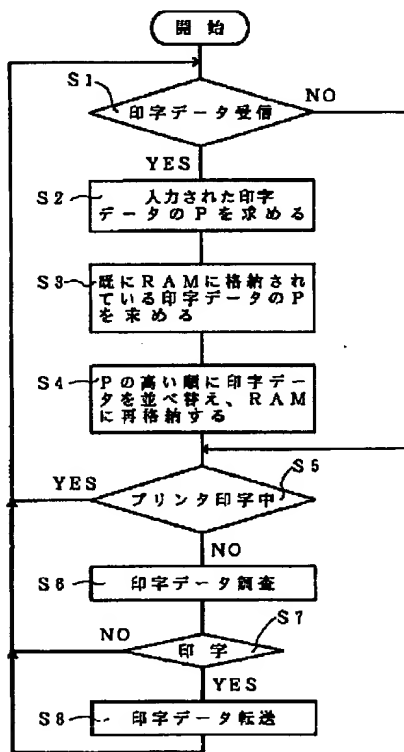 開始
S1
印字データ受信
NO
YES
S2
入力された印字
データのPを求める
S3
既にRAMに格納され
ている印字データのP
を求める
S4
Pの高い順に印字デー
タを並べ替え、RAM
に再格納する
S5
YES
プリンタ印字中
NO
S6
印字データ調査
S7
NO
印字
YES
S8
印字データ転送